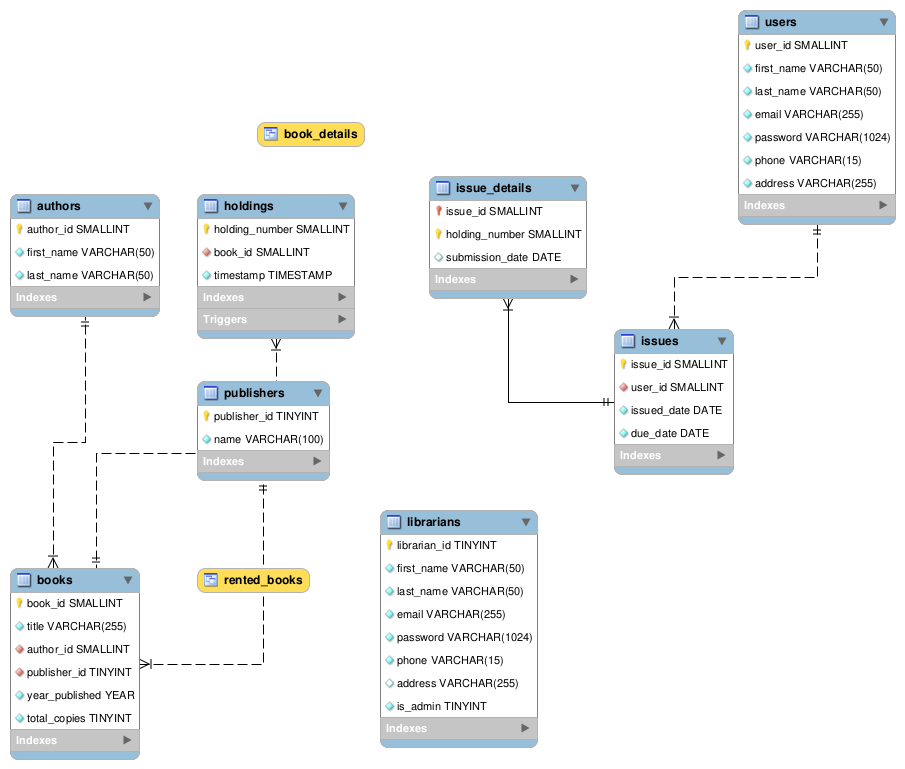 users
user_id SMALLINT
first_name VARCHAR(50)
last_name VARCHAR(50)
email VARCHAR(255)
password VARCHAR(1024)
phone VARCHAR(15)
address VARCHAR(255)
Indexes
book_details
issue_details
issue_id SMALLINT
holding_number SMALLINT
submission_date DATE
Indexes
authors
author_id SMALLINT
first_name VARCHAR(50)
last_name VARCHAR(50)
Indexes
holdings
holding_number SMALLINT
book_id SMALLINT
timestamp TIMESTAMP
Indexes
Triggers
issues
issue_id SMALLINT
user_id SMALLINT
issued_date DATE
due_date DATE
Indexes
publishers
publisher_id TINYINT
name VARCHAR(100)
Indexes
librarians
librarian_id TINYINT
first_name VARCHAR(50)
last_name VARCHAR(50)
email VARCHAR(255)
password VARCHAR(1024)
phone VARCHAR(15)
address VARCHAR(255)
is_admin TINYINT
Indexes
books
book_id SMALLINT
title VARCHAR(255)
author_id SMALLINT
publisher_id TINYINT
year_published YEAR
total_copies TINYINT
Indexes
rented_books